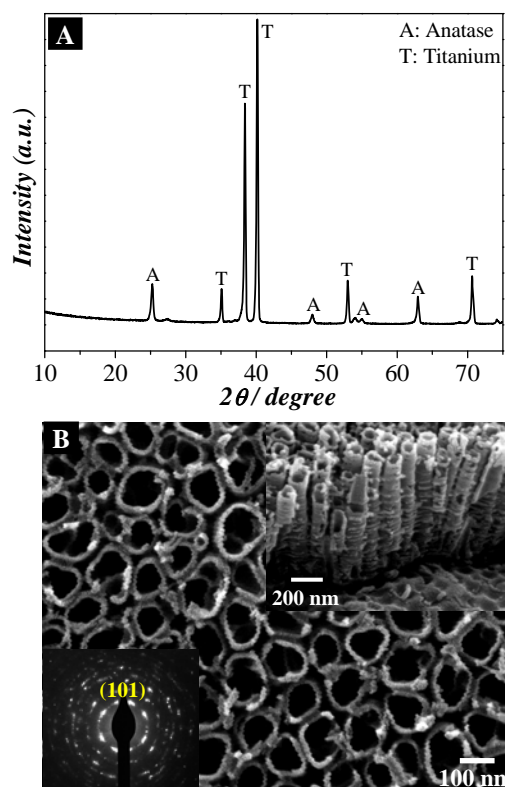 A
A: Anatase
T: Titanium
T
T
A
T
A
T
A
A
T
Intensity (a.u.)
10 20 30 40 50 60 70
2θ / degree
B
200 nm
(101)
100 nm